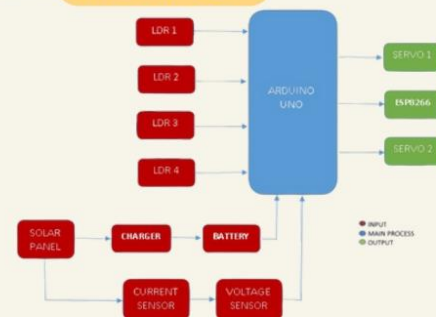 LDR 1
LDR 2
LDR 3
LDR 4
ARDUINO
UNO
SERVO 1
ESP8266
SERVO 2
SOLAR
PANEL
CHARGER
BATTERY
CURRENT
SENSOR
VOLTAGE
SENSOR
INPUT
MAIN PROCESS
OUTPUT